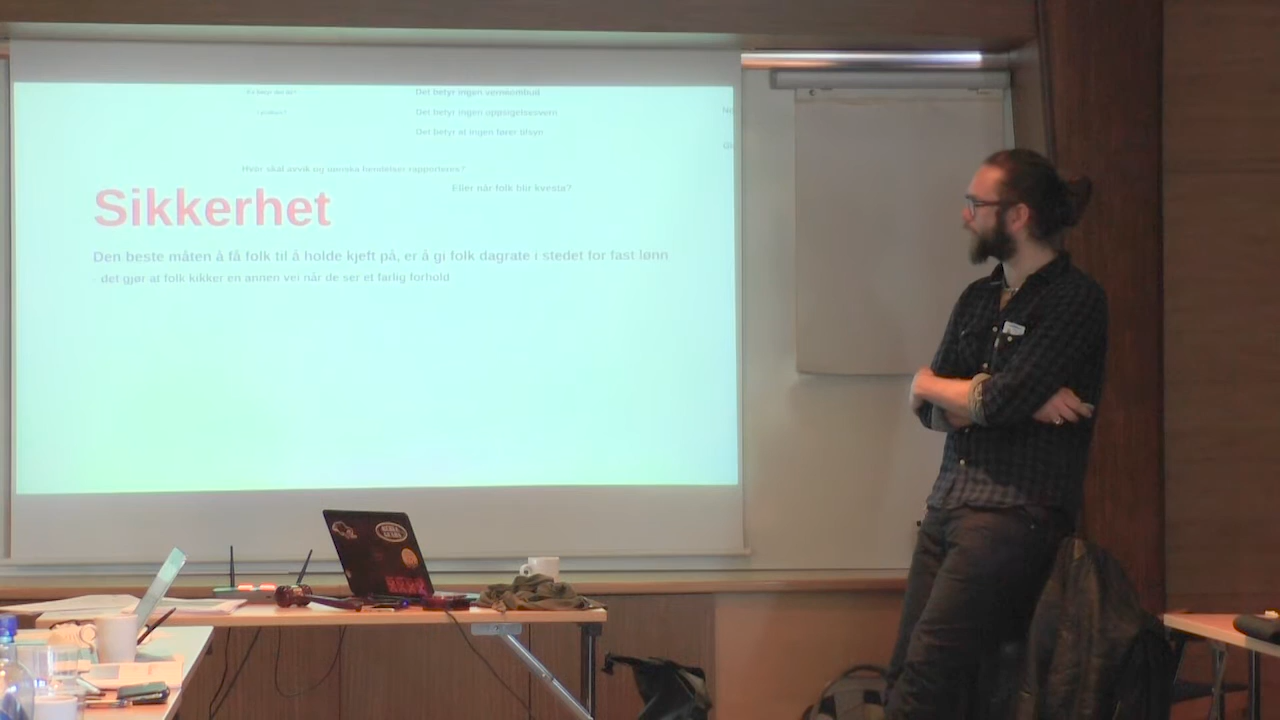 Det betyr ingen verneombud
Det betyr ingen oppsigelsesvern
Det betyr at ingen fører tilsyn
Hvor skal avvik og uønska hendelser rapporteres?
Eller når folk blir kvesta?
Sikkerhet
Den beste måten å få folk til å holde kjeft på, er å gi folk dagrate i stedet for fast lønn
- det gjør at folk kikker en annen vei når de ser et farlig forhold